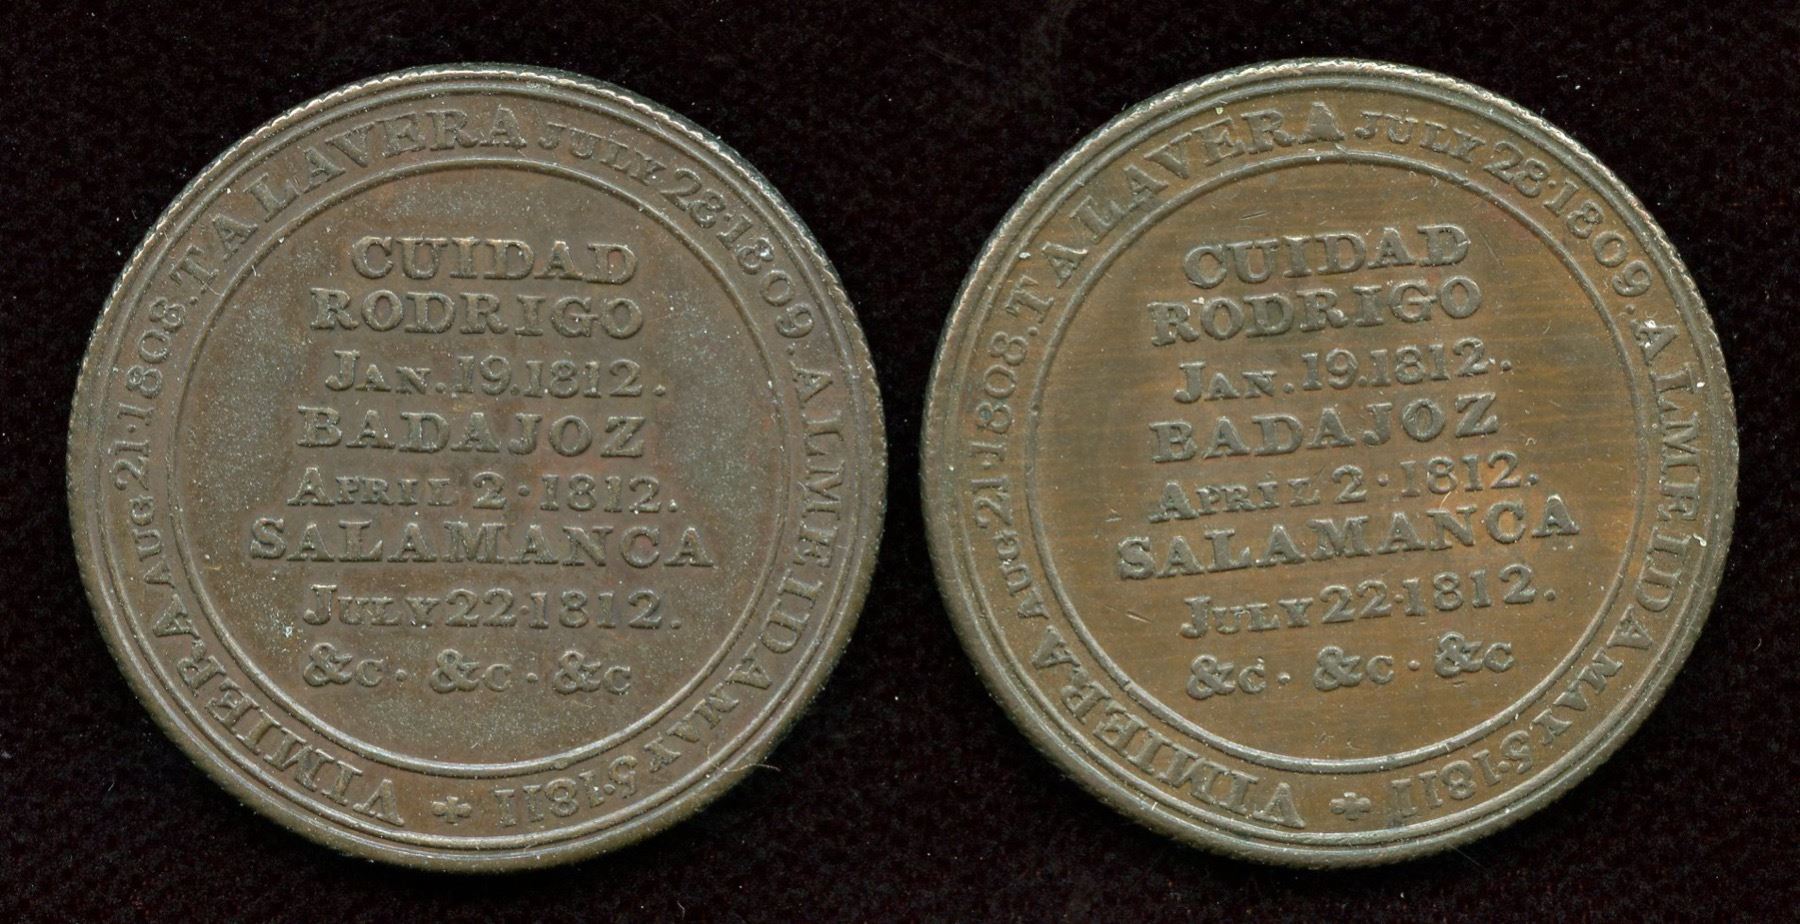 VIMIERA AUG 21·1808. TALAVERA JULY 28·1809. ALMEIDA MAY 5·1811
CUIDAD
RODRIGO
JAN. 19. 1812.
BADAJOZ
APRIL 2·1812.
SALAMANCA
JULY 22·1812.
&C· &C· &C
VIMIERA AUG 21·1808. TALAVERA JULY 28·1809. ALMEIDA MAY 5·1811
CUIDAD
RODRIGO
JAN. 19. 1812.
BADAJOZ
APRIL 2·1812.
SALAMANCA
JULY 22·1812.
&C· &C· &C